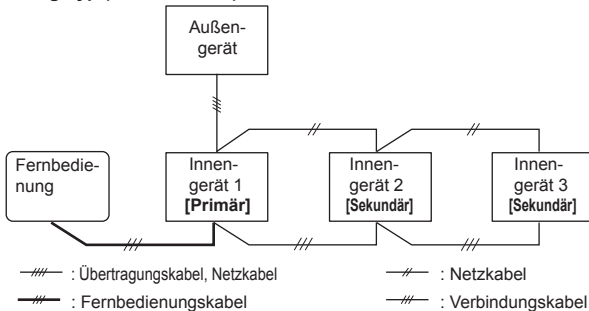 Außen-
gerät
Fernbedie-
nung
Innen-
gerät 1
[Primär]
Innen-
gerät 2
[Sekundär]
Innen-
gerät 3
[Sekundär]
: Übertragungskabel, Netzkabel
: Netzkabel
: Fernbedienungskabel
: Verbindungskabel